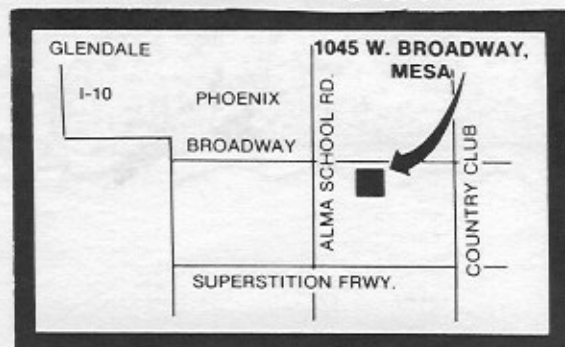 GLENDALE
1045 W. BROADWAY,
MESA
I-10
PHOENIX
BROADWAY
ALMA SCHOOL RD.
COUNTRY CLUB
SUPERSTITION FRWY.